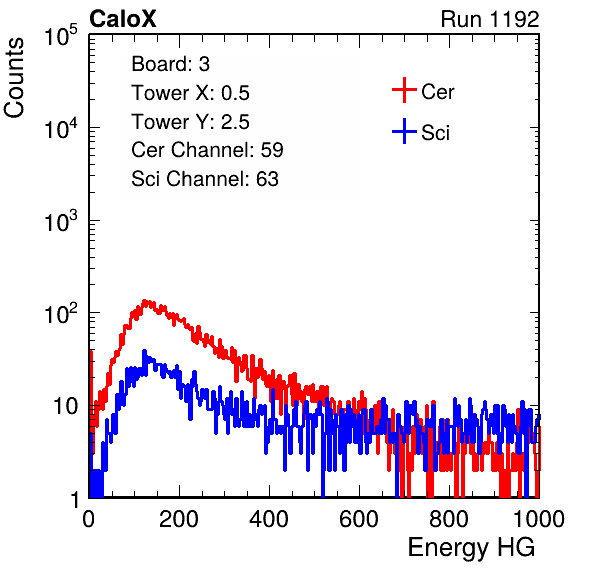 CaloX Run 1192
Counts
Board: 3
Tower X: 0.5
Tower Y: 2.5
Cer Channel: 59
Sci Channel: 63
Cer
Sci
10^5
10^4
10^3
10^2
10
1
0 200 400 600 800 1000
Energy HG